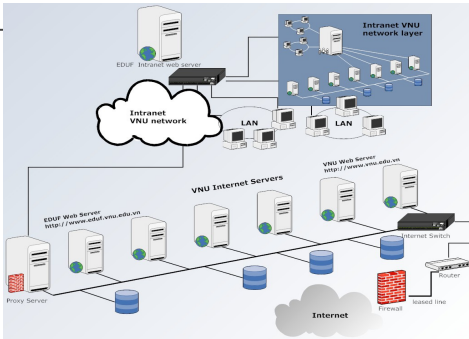 Intranet VNU
network layer
EDUF Intranet web server
Intranet
VNU network
LAN
LAN
VNU Internet Servers
VNU Web Server
http://www.vnu.edu.vn
EDUF Web Server
http://www.eduf.vnu.edu.vn
Internet Switch
Router
Proxy Server
Internet
Firewall
leased line